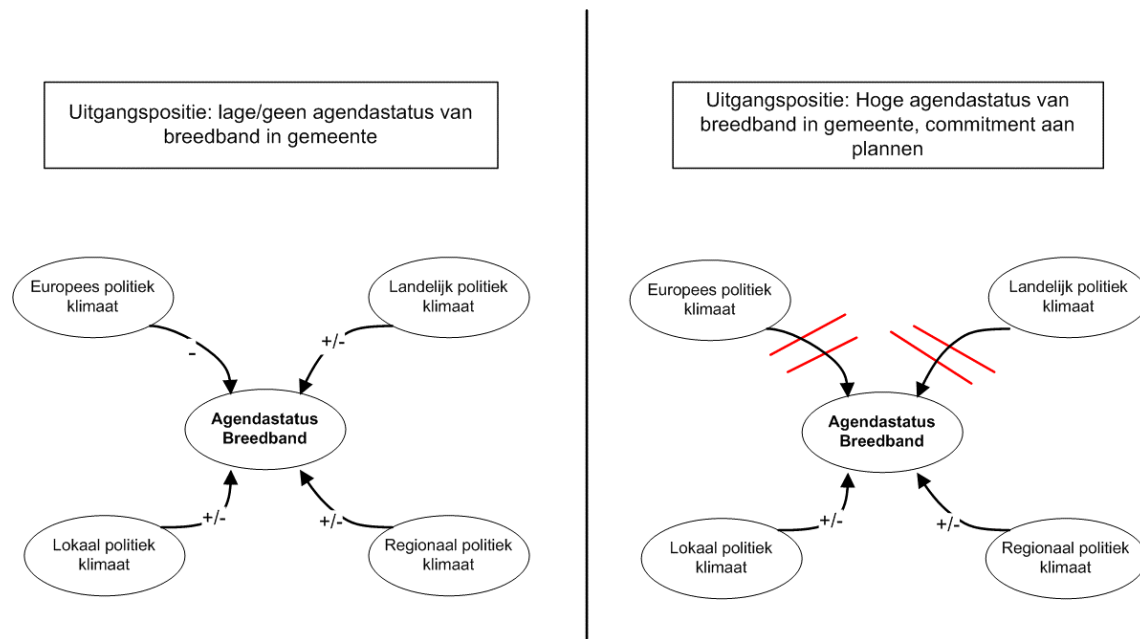 Uitgangspositie: lage/geen agendastatus van
breedband in gemeente
Europees politiek
klimaat
Landelijk politiek
klimaat
-
+/-
Agendastatus
Breedband
+/-
+/-
Lokaal politiek
klimaat
Regionaal politiek
klimaat
Uitgangspositie: Hoge agendastatus van
breedband in gemeente, commitment aan
plannen
Europees politiek
klimaat
Landelijk politiek
klimaat
Agendastatus
Breedband
+/-
+/-
Lokaal politiek
klimaat
Regionaal politiek
klimaat